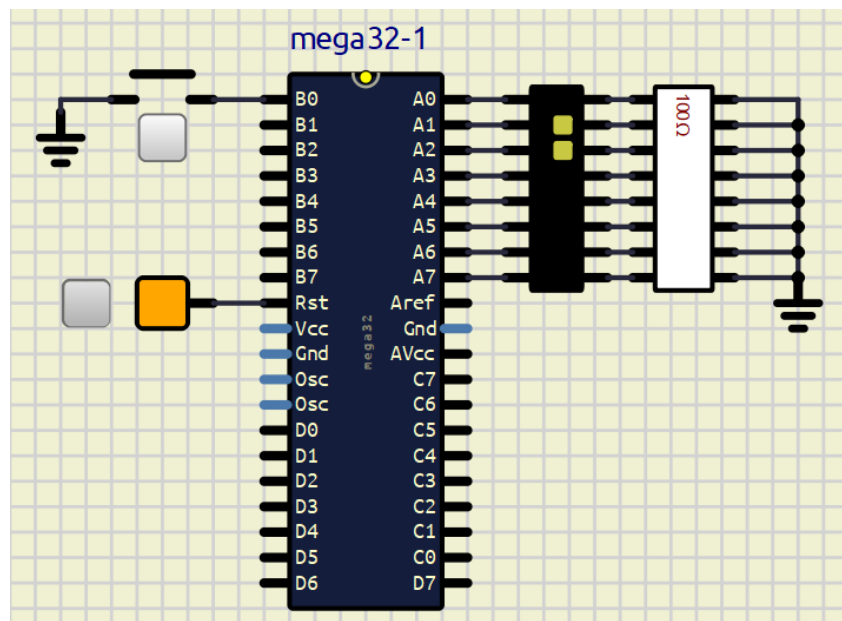 mega32-1
B0 A0
B1 A1
B2 A2
B3 A3
B4 A4
B5 A5
B6 A6
B7 A7
Rst Aref
Vcc Gnd
Gnd AVcc
Osc C7
Osc C6
D0 C5
D1 C4
D2 C3
D3 C2
D4 C1
D5 C0
D6 D7
mega32
100Ω